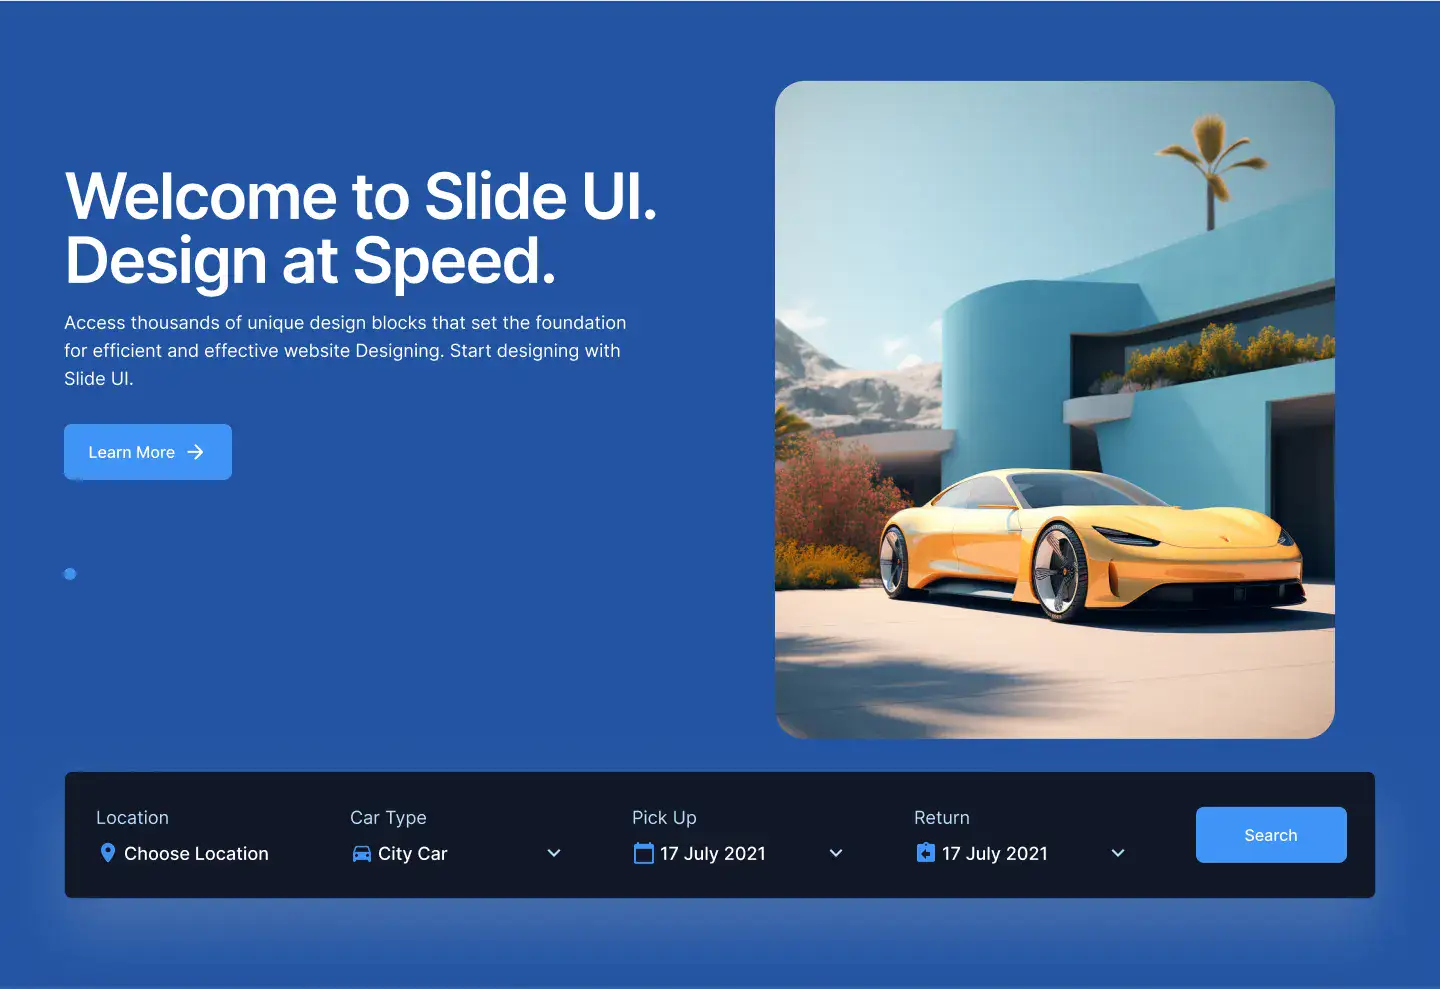 Welcome to Slide UI.
Design at Speed.
Access thousands of unique design blocks that set the foundation
for efficient and effective website Designing. Start designing with
Slide UI.
Learn More
Location
Choose Location
Car Type
City Car
Pick Up
17 July 2021
Return
17 July 2021
Search